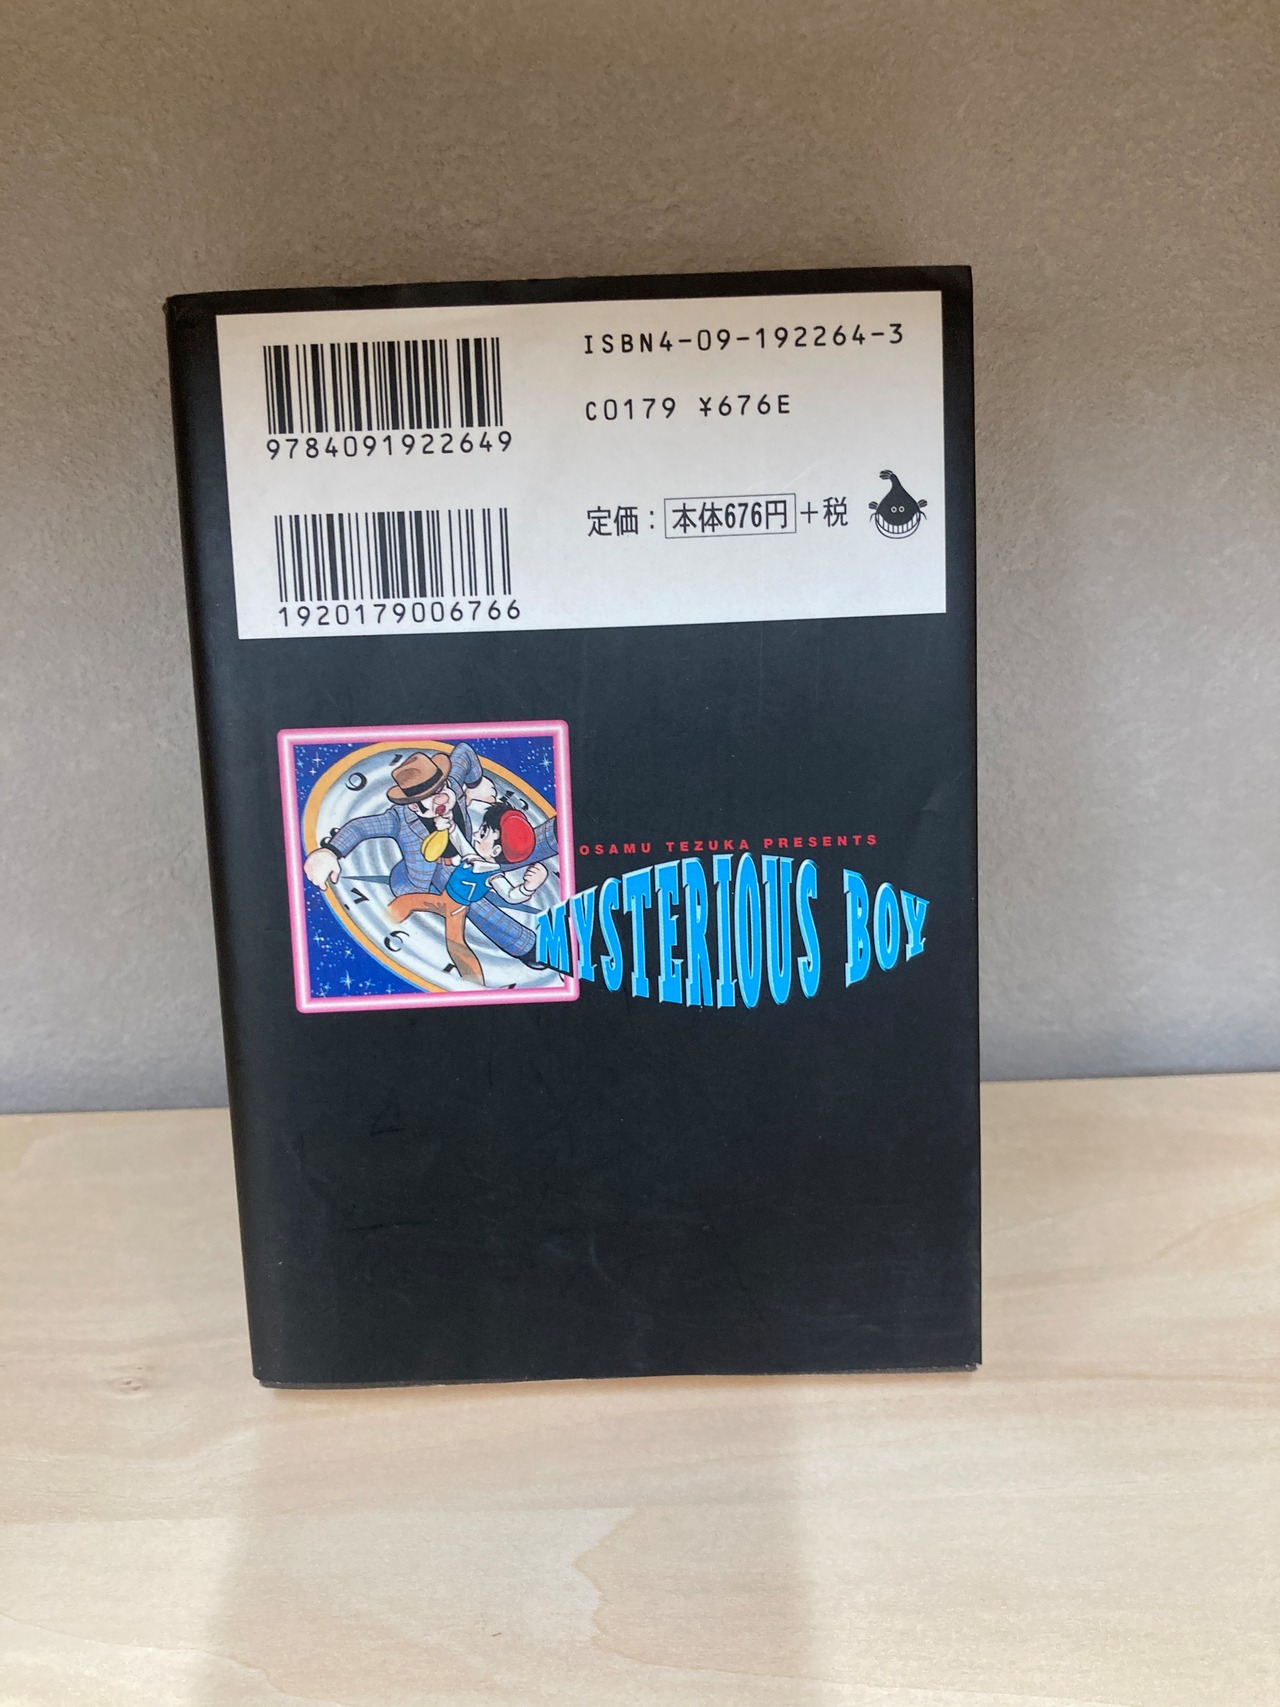 ISBN4-09-192264-3
9784091922649
C0179 ¥676E
定価：本体676円+税
1920179006766
OSAMU TEZUKA PRESENTS
MYSTERIOUS BOY